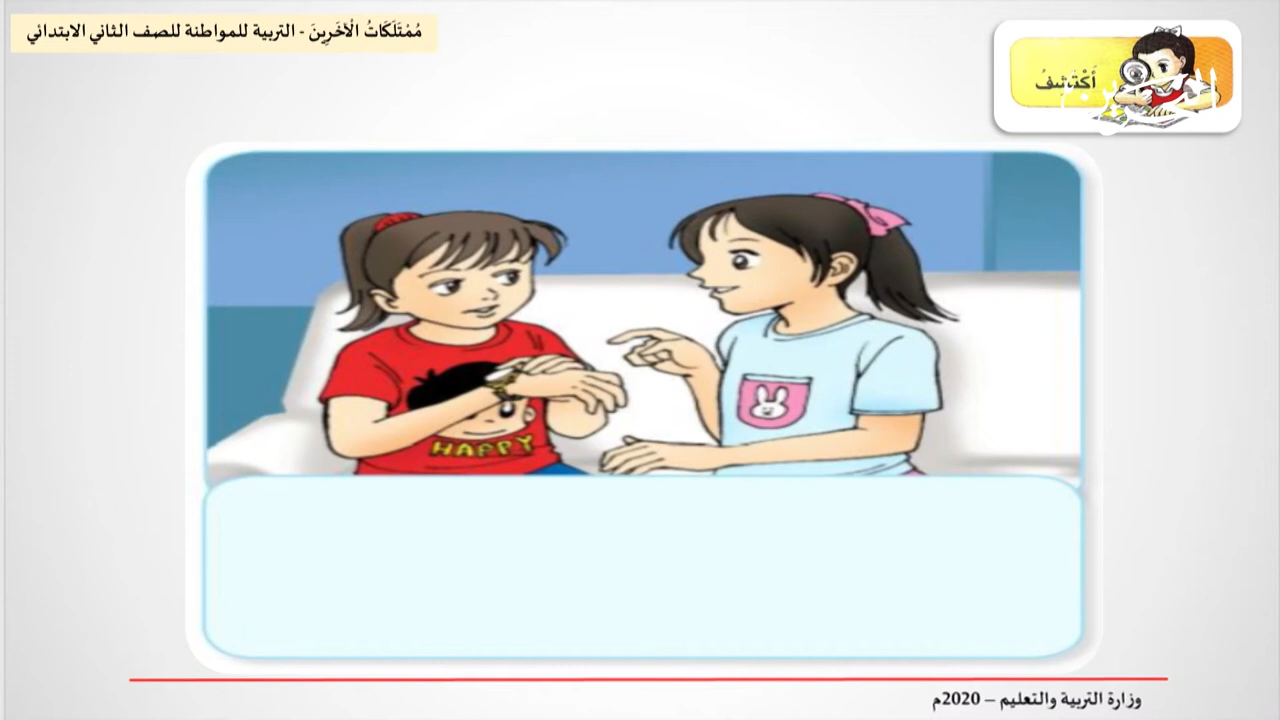 مُمْتَلَكَاتُ الْآخَرِينَ - التربية للمواطنة للصف الثاني الابتدائي
أَكْتَشِفُ
HAPPY
وزارة التربية والتعليم – 2020م